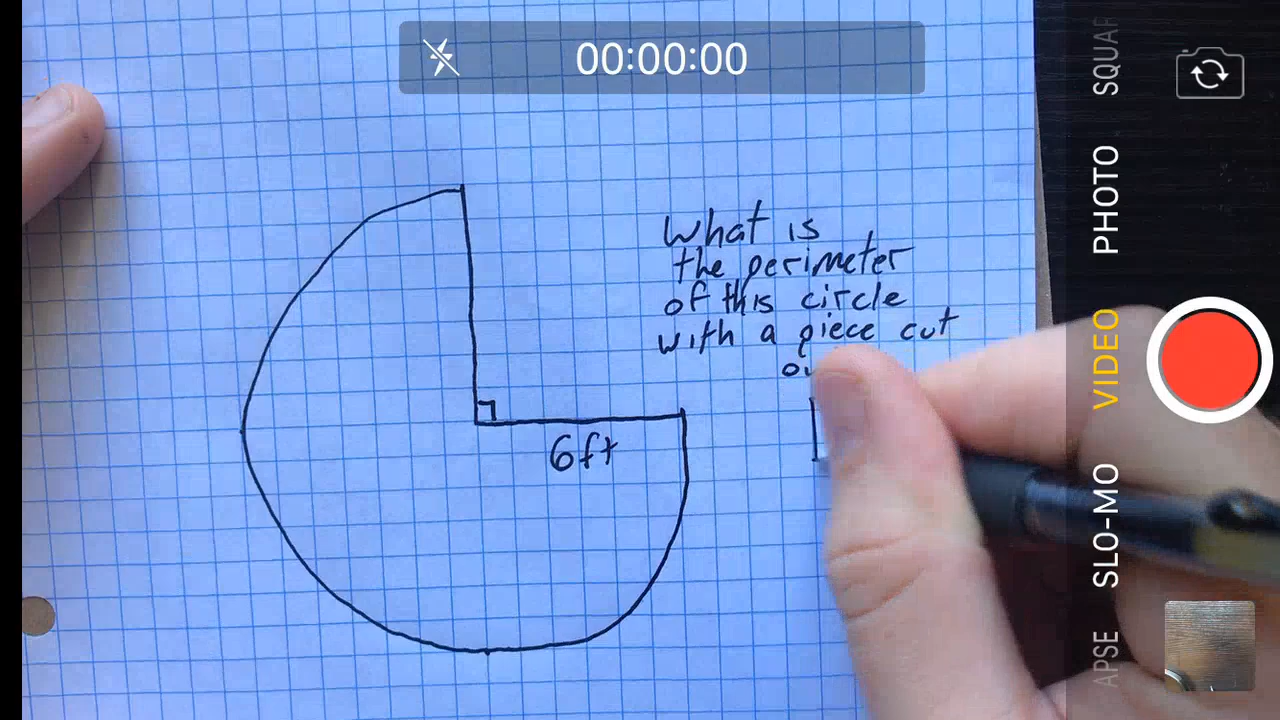 00:00:00
What is
the perimeter
of this circle
with a piece cut
6ft
SQUAR
PHOTO
VIDEO
SLO-MO
APSE